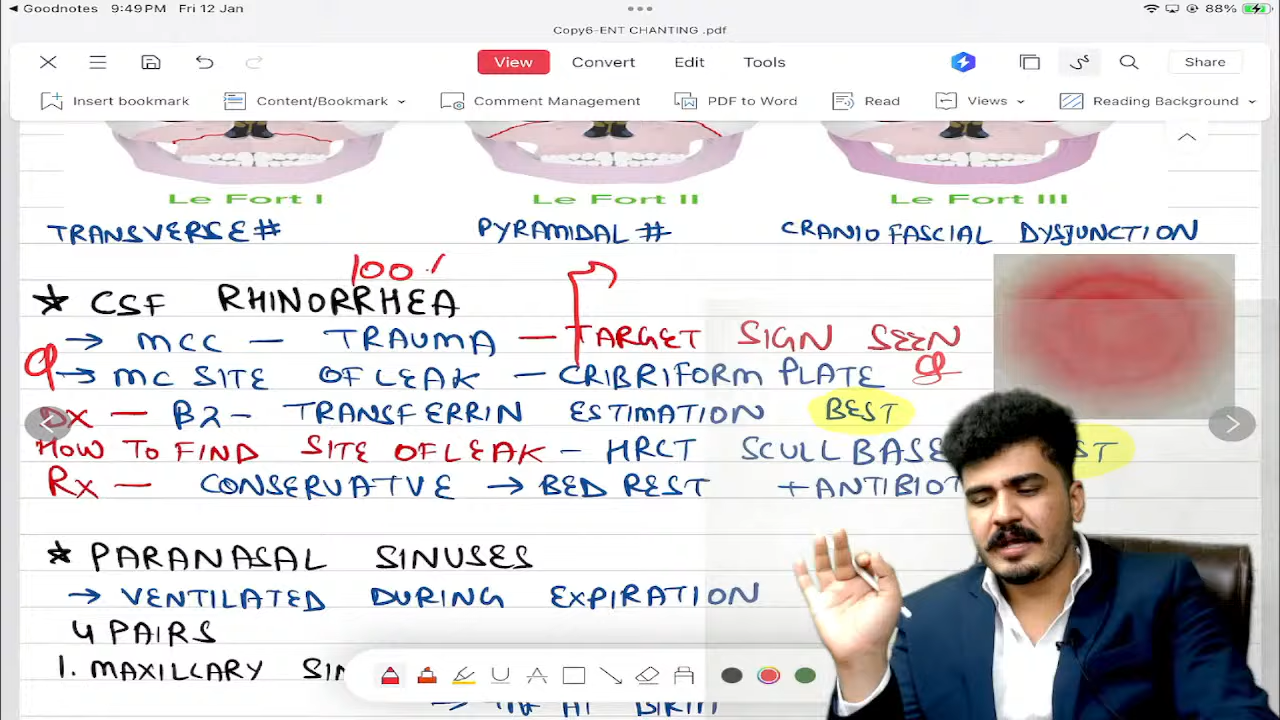 Goodnotes 9:49 PM Fri 12 Jan 88%
Copy6-ENT CHANTING .pdf
View Convert Edit Tools Share
Insert bookmark Content/Bookmark Comment Management PDF to Word Read Views Reading Background
Le Fort I Le Fort II Le Fort III
TRANSVERSE # PYRAMIDAL # CRANIOFASCIAL DYSJUNCTION
100 %
★ CSF RHINORRHEA
→ MCC — TRAUMA — TARGET SIGN SEEN
→ MC SITE OF LEAK — CRIBRIFORM PLATE
Dx — B2 - TRANSFERRIN ESTIMATION BEST
HOW TO FIND SITE OF LEAK - HRCT SCULL BASE
Rx — CONSERVATVE → BED REST + ANTIBIOT
★ PARANASAL SINUSES
→ VENTILATED DURING EXPIRATION
4 PAIRS
1. MAXILLARY SIN